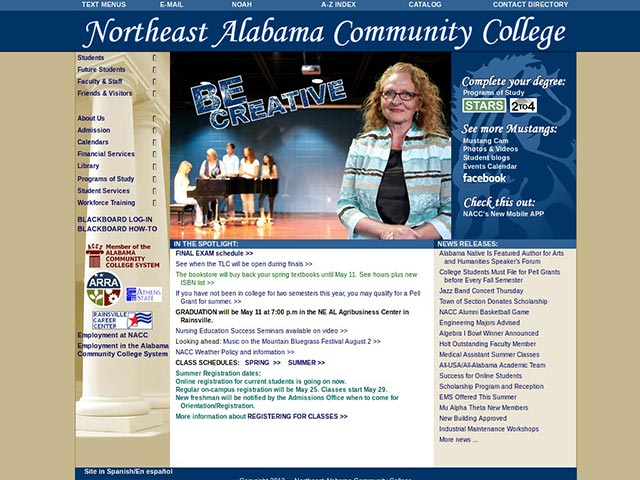 TEXT MENUS E-MAIL NOAH A-Z INDEX CATALOG CONTACT DIRECTORY
Northeast Alabama Community College
Students
Future Students
Faculty & Staff
Friends & Visitors
About Us
Admission
Calendars
Financial Services
Library
Programs of Study
Student Services
Workforce Training
BLACKBOARD LOG-IN
BLACKBOARD HOW-TO
Member of the
ALABAMA
COMMUNITY
COLLEGE SYSTEM
ARRA
ATHENS
STATE
RAINSVILLE
CAREER
CENTER
Employment at NACC
Employment in the Alabama
Community College System
BE
CREATIVE
Complete your degree:
Programs of Study
STARS 2TO4
See more Mustangs:
Mustang Cam
Photos & Videos
Student blogs
Events Calendar
facebook
Check this out:
NACC's New Mobile APP
IN THE SPOTLIGHT:
FINAL EXAM schedule >>
See when the TLC will be open during finals >>
The bookstore will buy back your spring textbooks until May 11. See hours plus new
ISBN list >>
If you have not been in college for two semesters this year, you may qualify for a Pell
Grant for summer. >>
GRADUATION will be May 11 at 7:00 p.m in the NE AL Agribusiness Center in
Rainsville.
Nursing Education Success Seminars available on video >>
Looking ahead: Music on the Mountain Bluegrass Festival August 2 >>
NACC Weather Policy and information >>
CLASS SCHEDULES: SPRING >> SUMMER >>
Summer Registration dates:
Online registration for current students is going on now.
Regular on-campus registration will be May 25. Classes start May 29.
New freshman will be notified by the Admissions Office when to come for
Orientation/Registration.
More information about REGISTERING FOR CLASSES >>
NEWS RELEASES:
Alabama Native Is Featured Author for Arts
and Humanities Speaker's Forum
College Students Must File for Pell Grants
before Every Fall Semester
Jazz Band Concert Thursday
Town of Section Donates Scholarship
NACC Alumni Basketball Game
Engineering Majors Advised
Algebra I Bowl Winner Announced
Holt Outstanding Faculty Member
Medical Assistant Summer Classes
All-USA/All-Alabama Academic Team
Success for Online Students
Scholarship Program and Reception
EMS Offered This Summer
Mu Alpha Theta New Members
New Building Approved
Industrial Maintenance Workshops
More news ...
Site in Spanish/En español